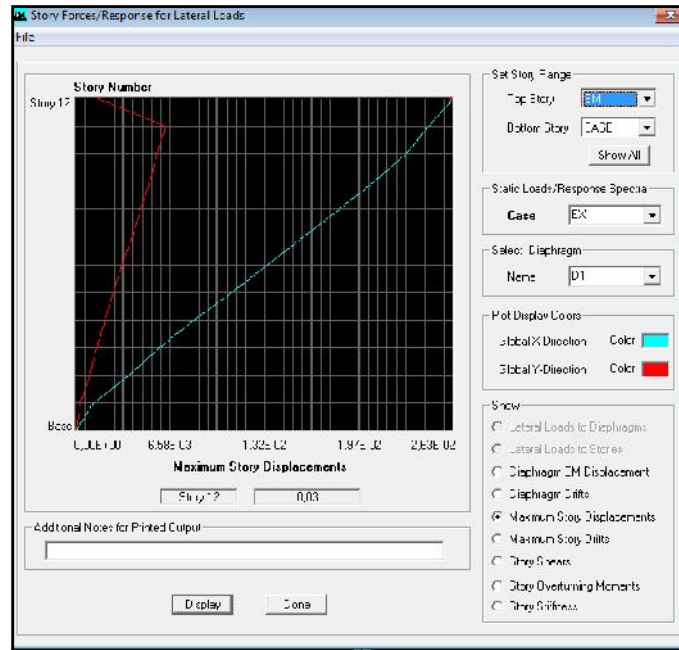 Story Forces/Response for Lateral Loads
File
Story Number
Story 12
Base
6,58E-03
1,32E-02
1,97E-02
2,63E-02
Maximum Story Displacements
Story 12
0,03
Additional Notes for Printed Output
Display
Done
Set Story Range
Top Story
Bottom Story
Show All
Static Loads/Response Spectra
Case
EX
Select Diaphragm
Name
D1
Plot Display Colors
Global X-Direction
Color
Global Y-Direction
Color
Show
Lateral Loads to Diaphragms
Lateral Loads to Stories
Diaphragm CM Displacement
Diaphragm Drifts
Maximum Story Displacements
Maximum Story Drifts
Story Shears
Story Overturning Moments
Story Stiffness